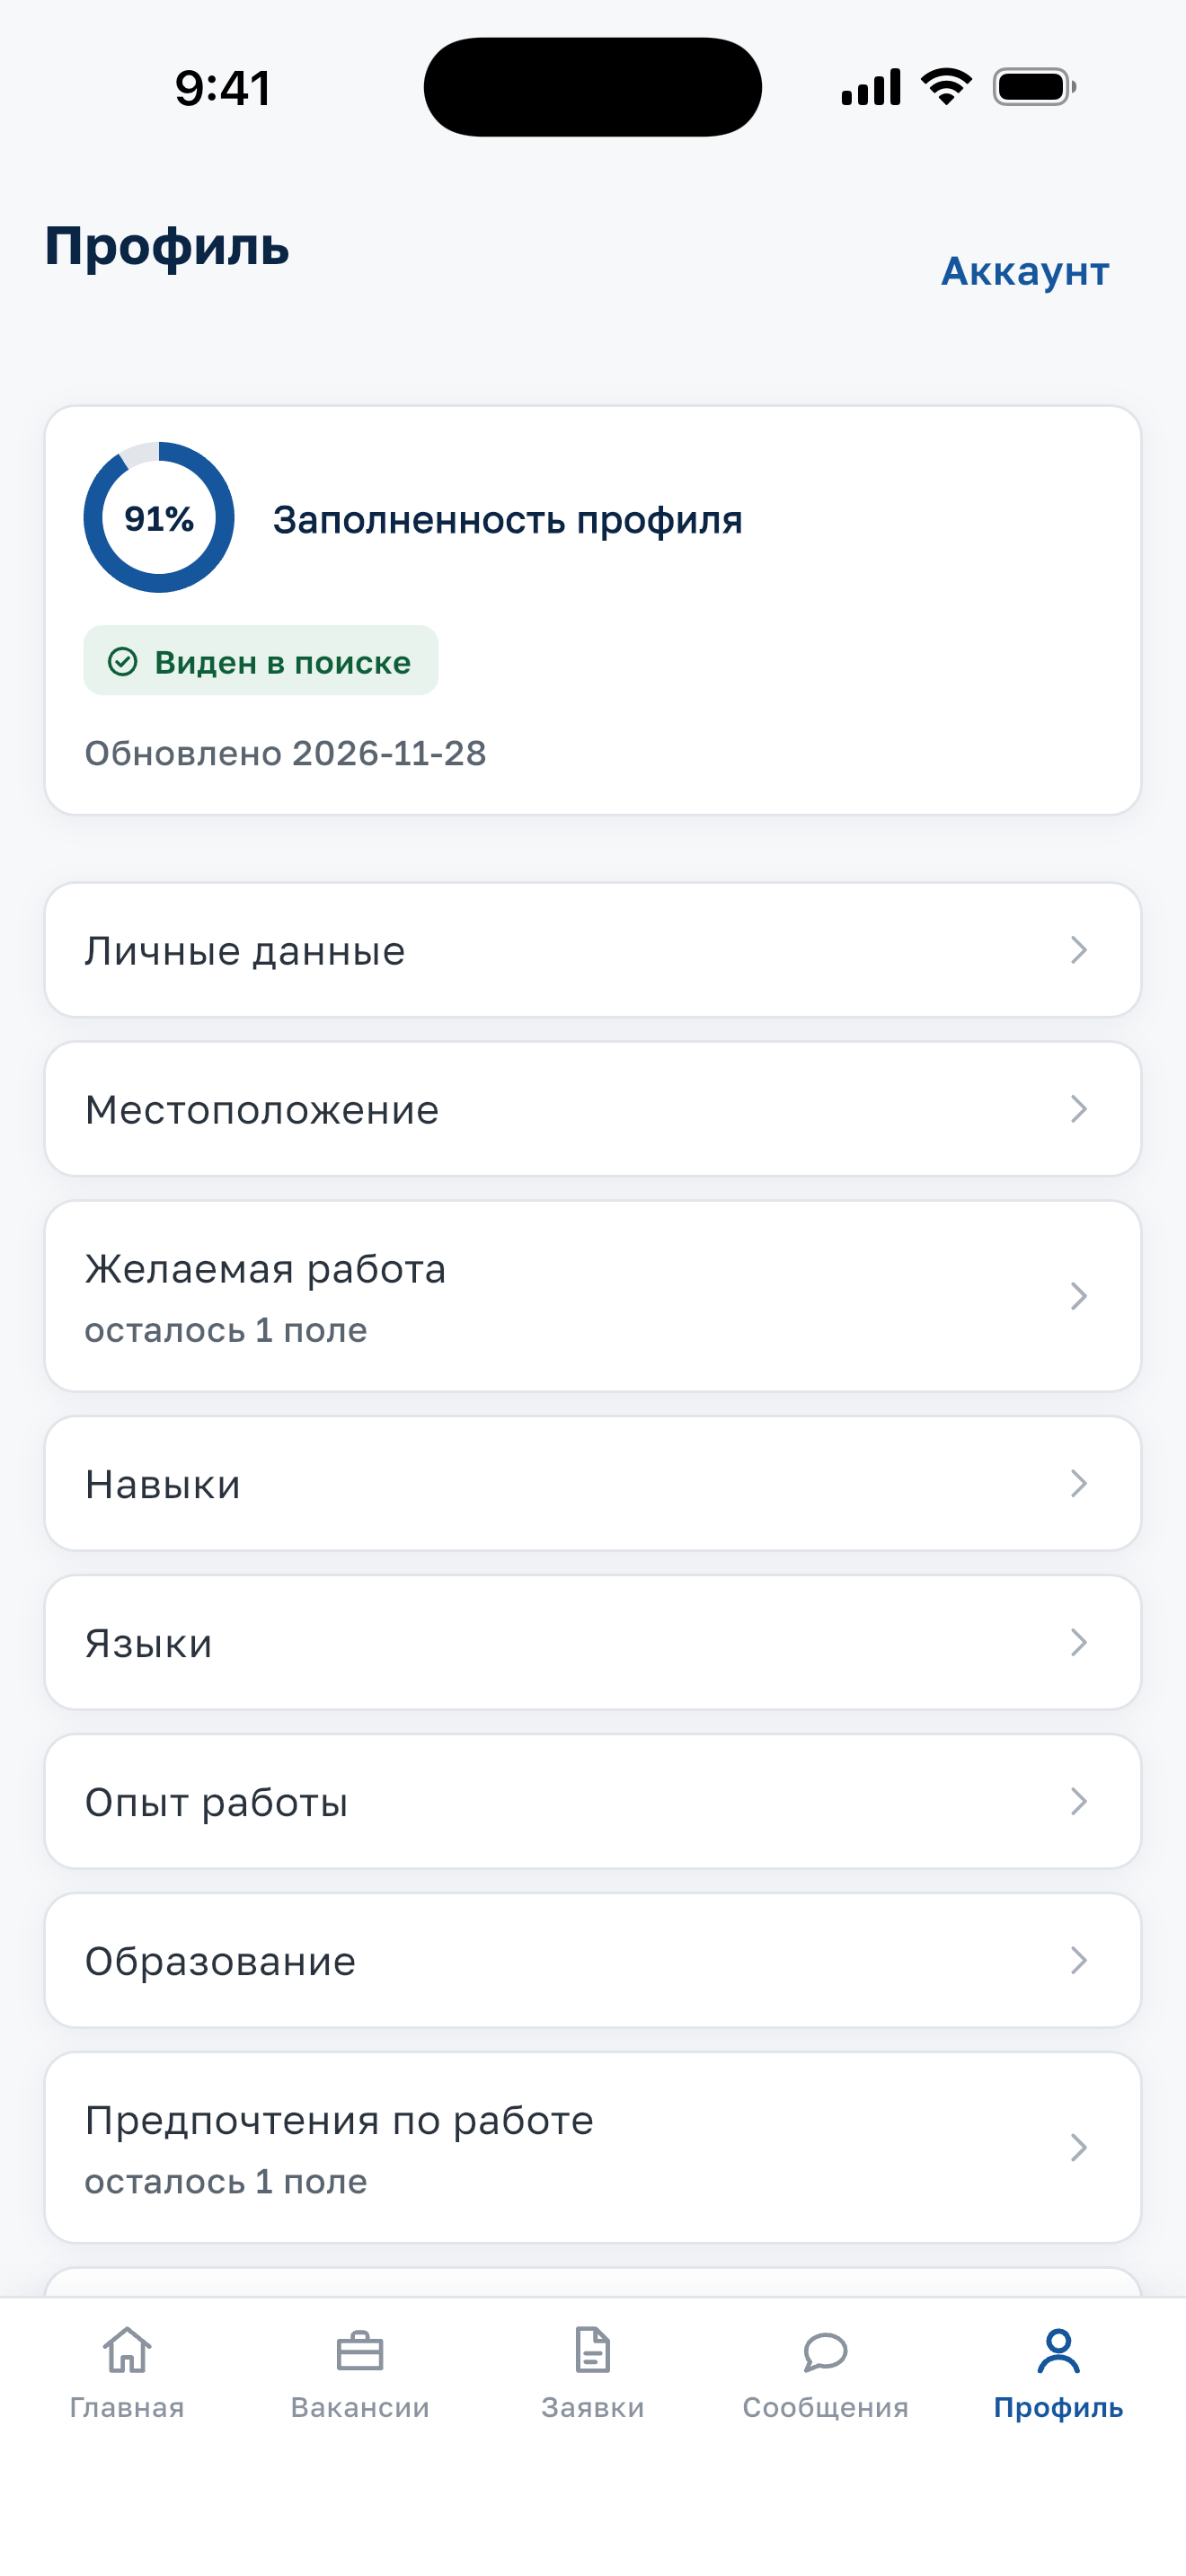 9:41
Профиль
Аккаунт
91%
Заполненность профиля
Виден в поиске
Обновлено 2026-11-28
Личные данные
Местоположение
Желаемая работа
осталось 1 поле
Навыки
Языки
Опыт работы
Образование
Предпочтения по работе
осталось 1 поле
Главная
Вакансии
Заявки
Сообщения
Профиль